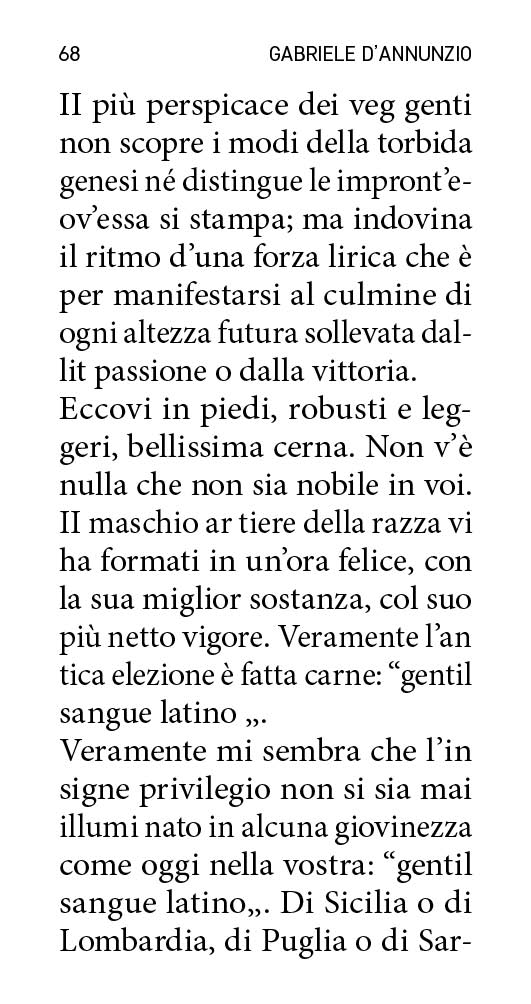 68 GABRIELE D’ANNUNZIO
II più perspicace dei veg genti
non scopre i modi della torbida
genesi né distingue le impront’e-
ov’essa si stampa; ma indovina
il ritmo d’una forza lirica che è
per manifestarsi al culmine di
ogni altezza futura sollevata dal-
lit passione o dalla vittoria.
Eccovi in piedi, robusti e leg-
geri, bellissima cerna. Non v’è
nulla che non sia nobile in voi.
II maschio ar tiere della razza vi
ha formati in un’ora felice, con
la sua miglior sostanza, col suo
più netto vigore. Veramente l’an
tica elezione è fatta carne: “gentil
sangue latino „.
Veramente mi sembra che l’in
signe privilegio non si sia mai
illumi nato in alcuna giovinezza
come oggi nella vostra: “gentil
sangue latino„. Di Sicilia o di
Lombardia, di Puglia o di Sar-